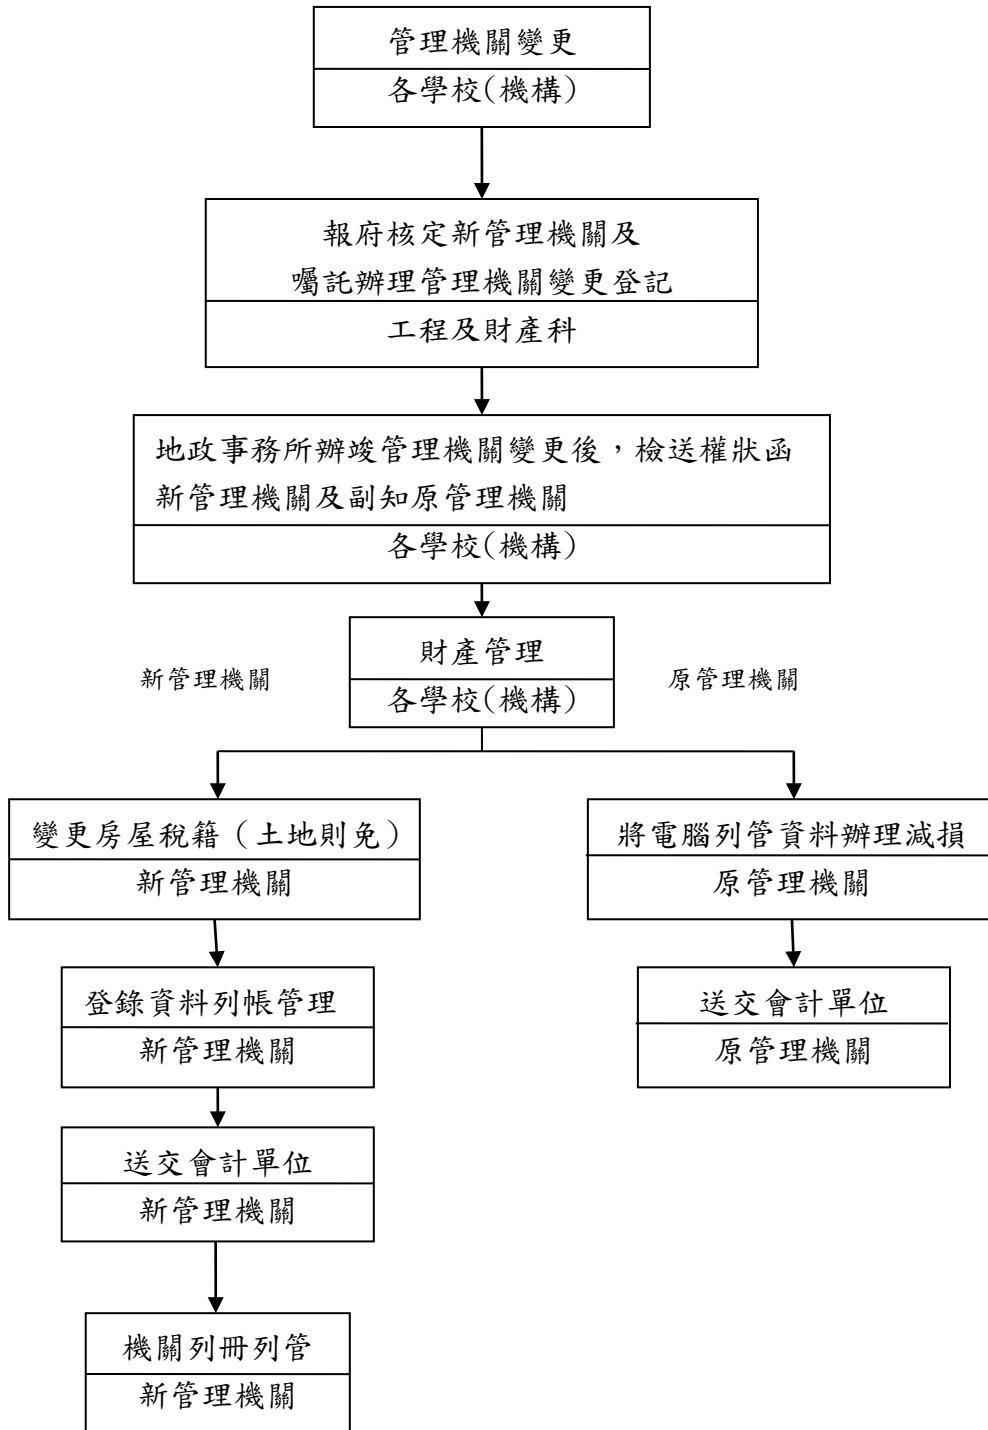 管理機關變更
各學校(機構)
報府核定新管理機關及
囑託辦理管理機關變更登記
工程及財產科
地政事務所辦竣管理機關變更後，檢送權狀函
新管理機關及副知原管理機關
各學校(機構)
財產管理
各學校(機構)
新管理機關
原管理機關
變更房屋稅籍（土地則免）
新管理機關
登錄資料列帳管理
新管理機關
送交會計單位
新管理機關
機關列冊列管
新管理機關
將電腦列管資料辦理減損
原管理機關
送交會計單位
原管理機關